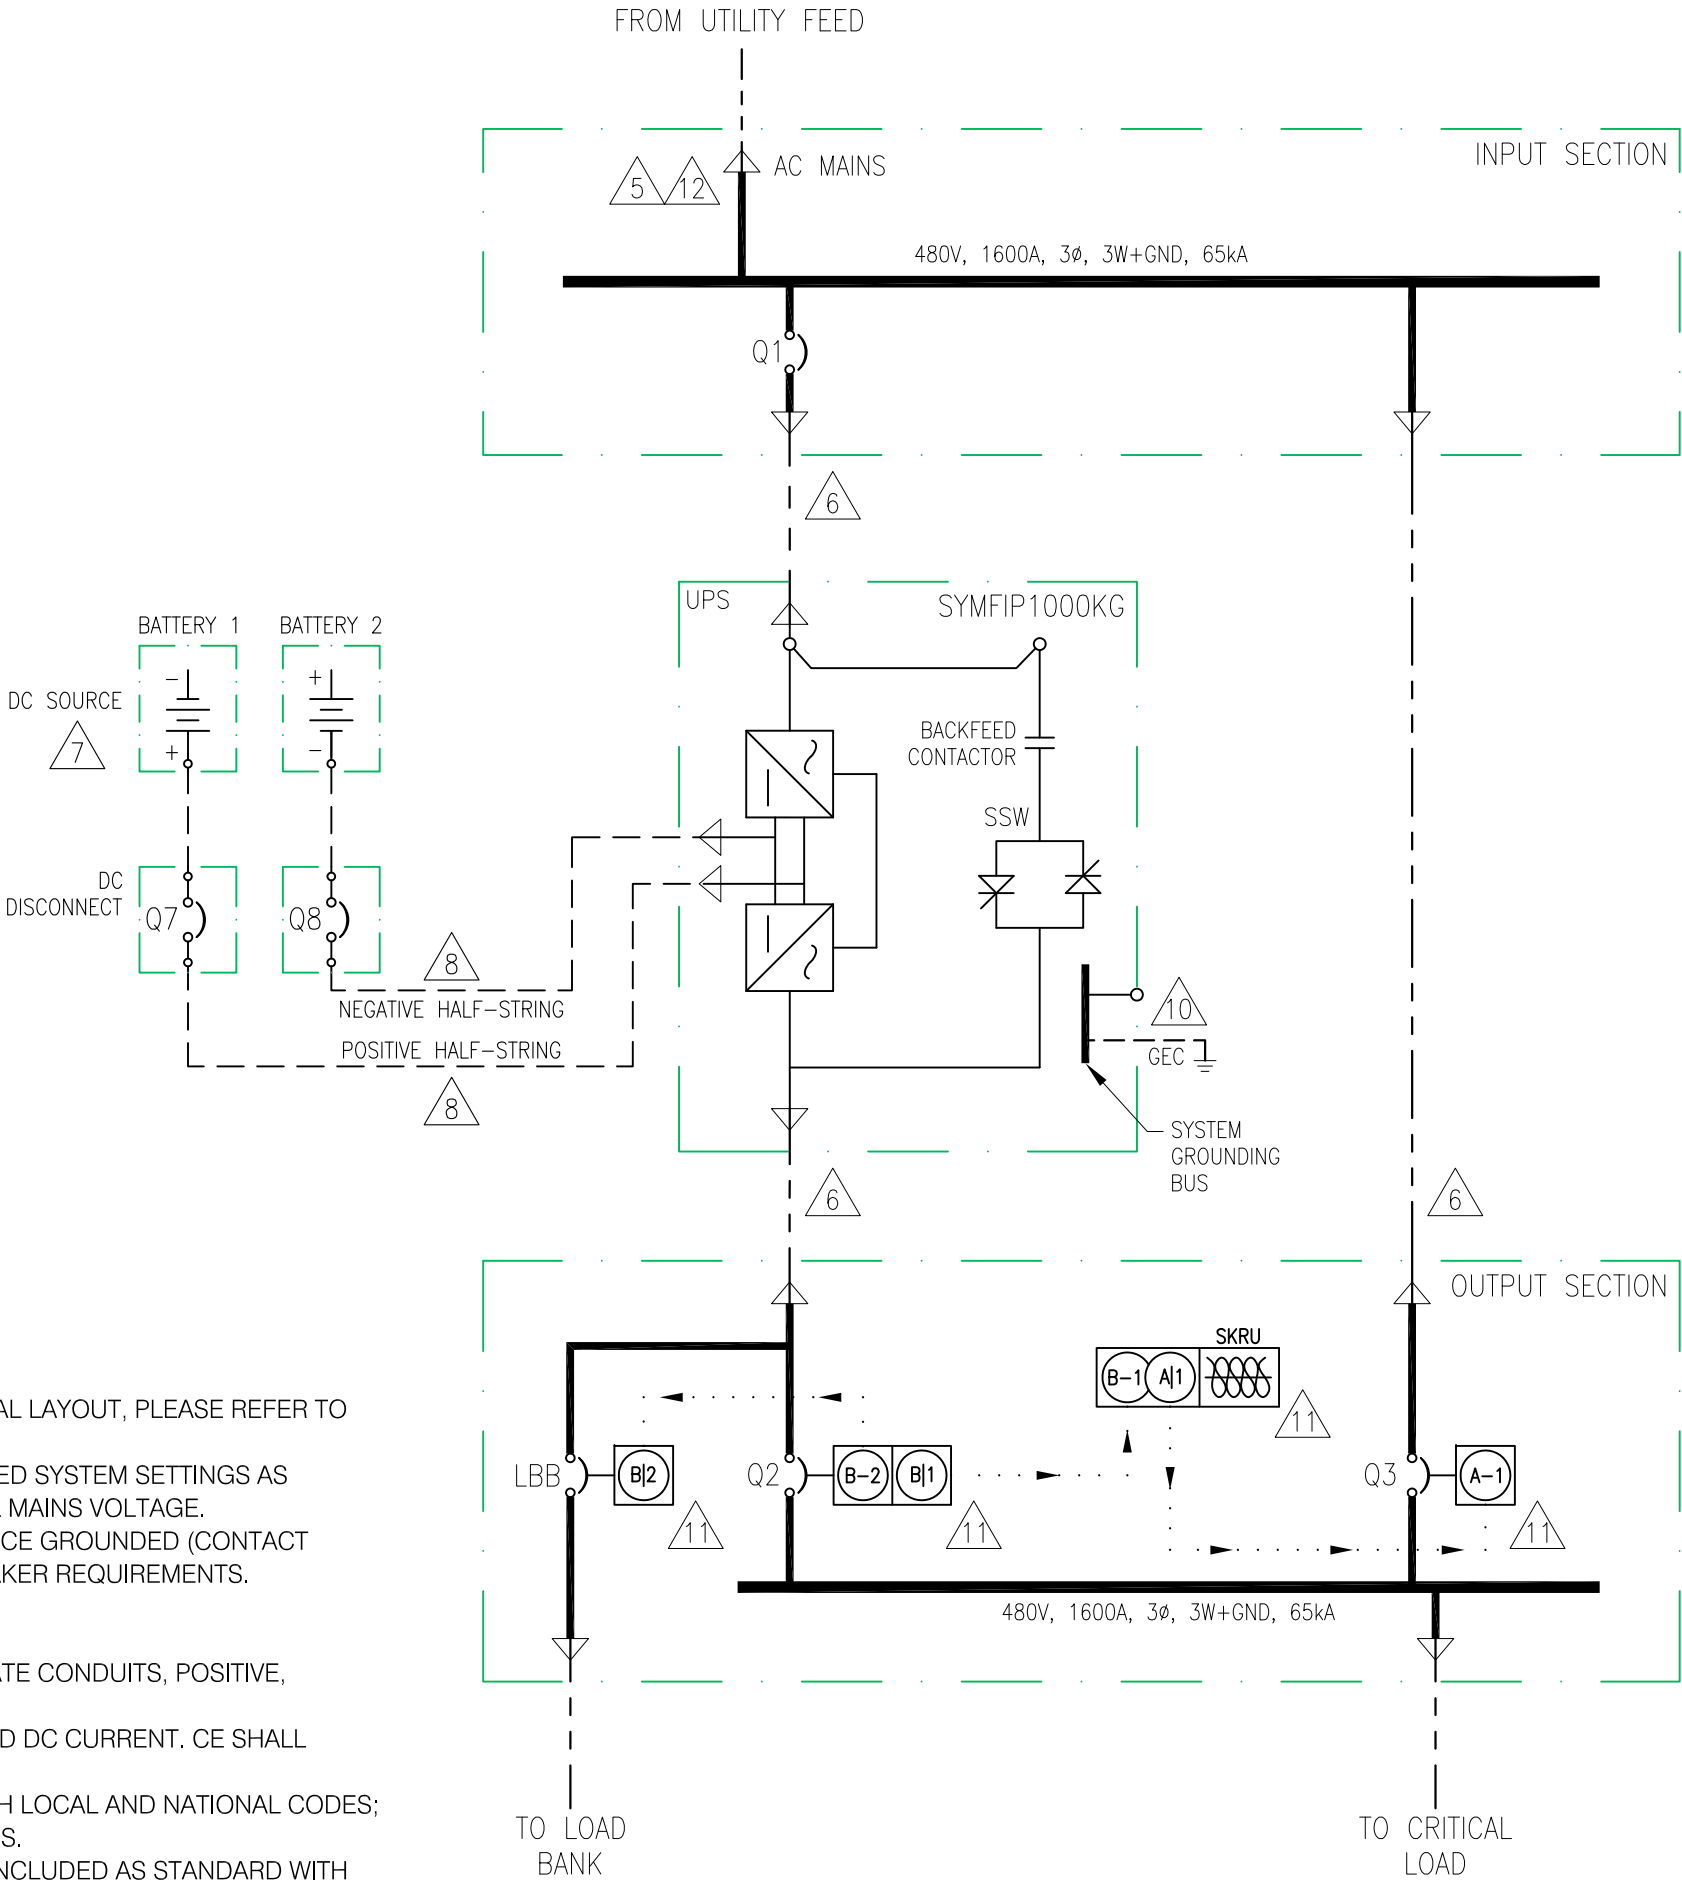 FROM UTILITY FEED
INPUT SECTION
5
12
AC MAINS
480V, 1600A, 3ø, 3W+GND, 65kA
Q1
6
UPS
SYMFIP1000KG
BATTERY 1
BATTERY 2
-
+
DC SOURCE
7
+
-
BACKFEED
CONTACTOR
SSW
DC
DISCONNECT
Q7
Q8
8
NEGATIVE HALF-STRING
POSITIVE HALF-STRING
8
10
GEC
SYSTEM
GROUNDING
BUS
6
6
OUTPUT SECTION
SKRU
B-1
A|1
11
LBB
B|2
11
Q2
B-2
B|1
11
Q3
A-1
11
480V, 1600A, 3ø, 3W+GND, 65kA
TO LOAD
BANK
TO CRITICAL
LOAD
AL LAYOUT, PLEASE REFER TO
ED SYSTEM SETTINGS AS
MAINS VOLTAGE.
CE GROUNDED (CONTACT
AKER REQUIREMENTS.
ATE CONDUITS, POSITIVE,
D DC CURRENT. CE SHALL
H LOCAL AND NATIONAL CODES;
S.
NCLUDED AS STANDARD WITH